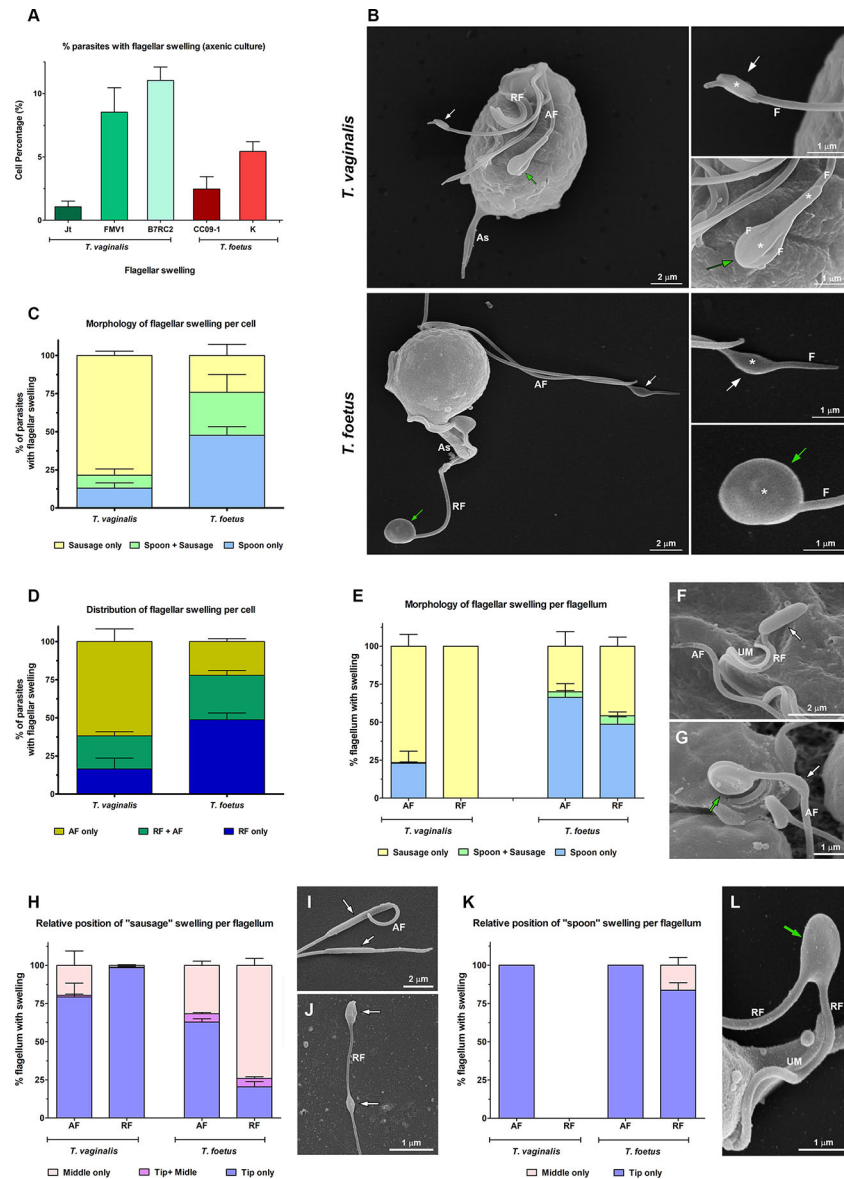 A
% parasites with flagellar swelling (axenic culture)
Cell Percentage (%)
10
5
0
Jt
FMV1
B7RC2
CC09-1
K
T. vaginalis
T. foetus
Flagellar swelling
B
T. vaginalis
RF
AF
As
2 µm
F
*
1 µm
F
*
F
*
F
1 µm
T. foetus
AF
As
RF
2 µm
*
F
1 µm
*
F
1 µm
C
Morphology of flagellar swelling per cell
% of parasites
with flagellar swelling
100
75
50
25
0
T. vaginalis
T. foetus
Sausage only
Spoon + Sausage
Spoon only
D
Distribution of flagellar swelling per cell
% of parasites
with flagellar swelling
100
75
50
25
0
T. vaginalis
T. foetus
AF only
RF + AF
RF only
E
Morphology of flagellar swelling per flagellum
% flagellum with swelling
100
75
50
25
0
AF
RF
AF
RF
T. vaginalis
T. foetus
Sausage only
Spoon + Sausage
Spoon only
F
AF
UM
RF
2 µm
G
AF
1 µm
H
Relative position of "sausage" swelling per flagellum
% flagellum with swelling
100
75
50
25
0
AF
RF
AF
RF
T. vaginalis
T. foetus
Middle only
Tip+ Midle
Tip only
I
AF
2 µm
J
RF
1 µm
K
Relative position of "spoon" swelling per flagellum
% flagellum with swelling
100
75
50
25
0
AF
RF
AF
RF
T. vaginalis
T. foetus
Middle only
Tip only
L
RF
RF
UM
1 µm